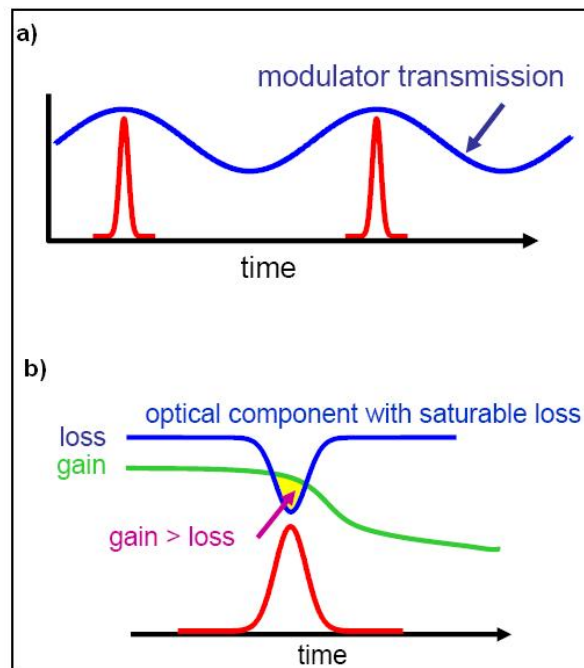 a)
modulator transmission
time
b)
optical component with saturable loss
loss
gain
gain > loss
time